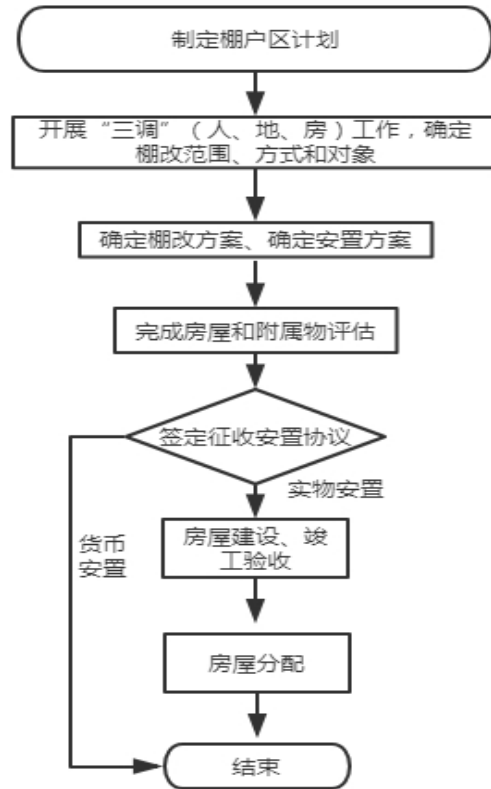 制定棚户区计划
开展“三调”（人、地、房）工作，确定
棚改范围、方式和对象
确定棚改方案、确定安置方案
完成房屋和附属物评估
签定征收安置协议
实物安置
货币
安置
房屋建设、竣
工验收
房屋分配
结束